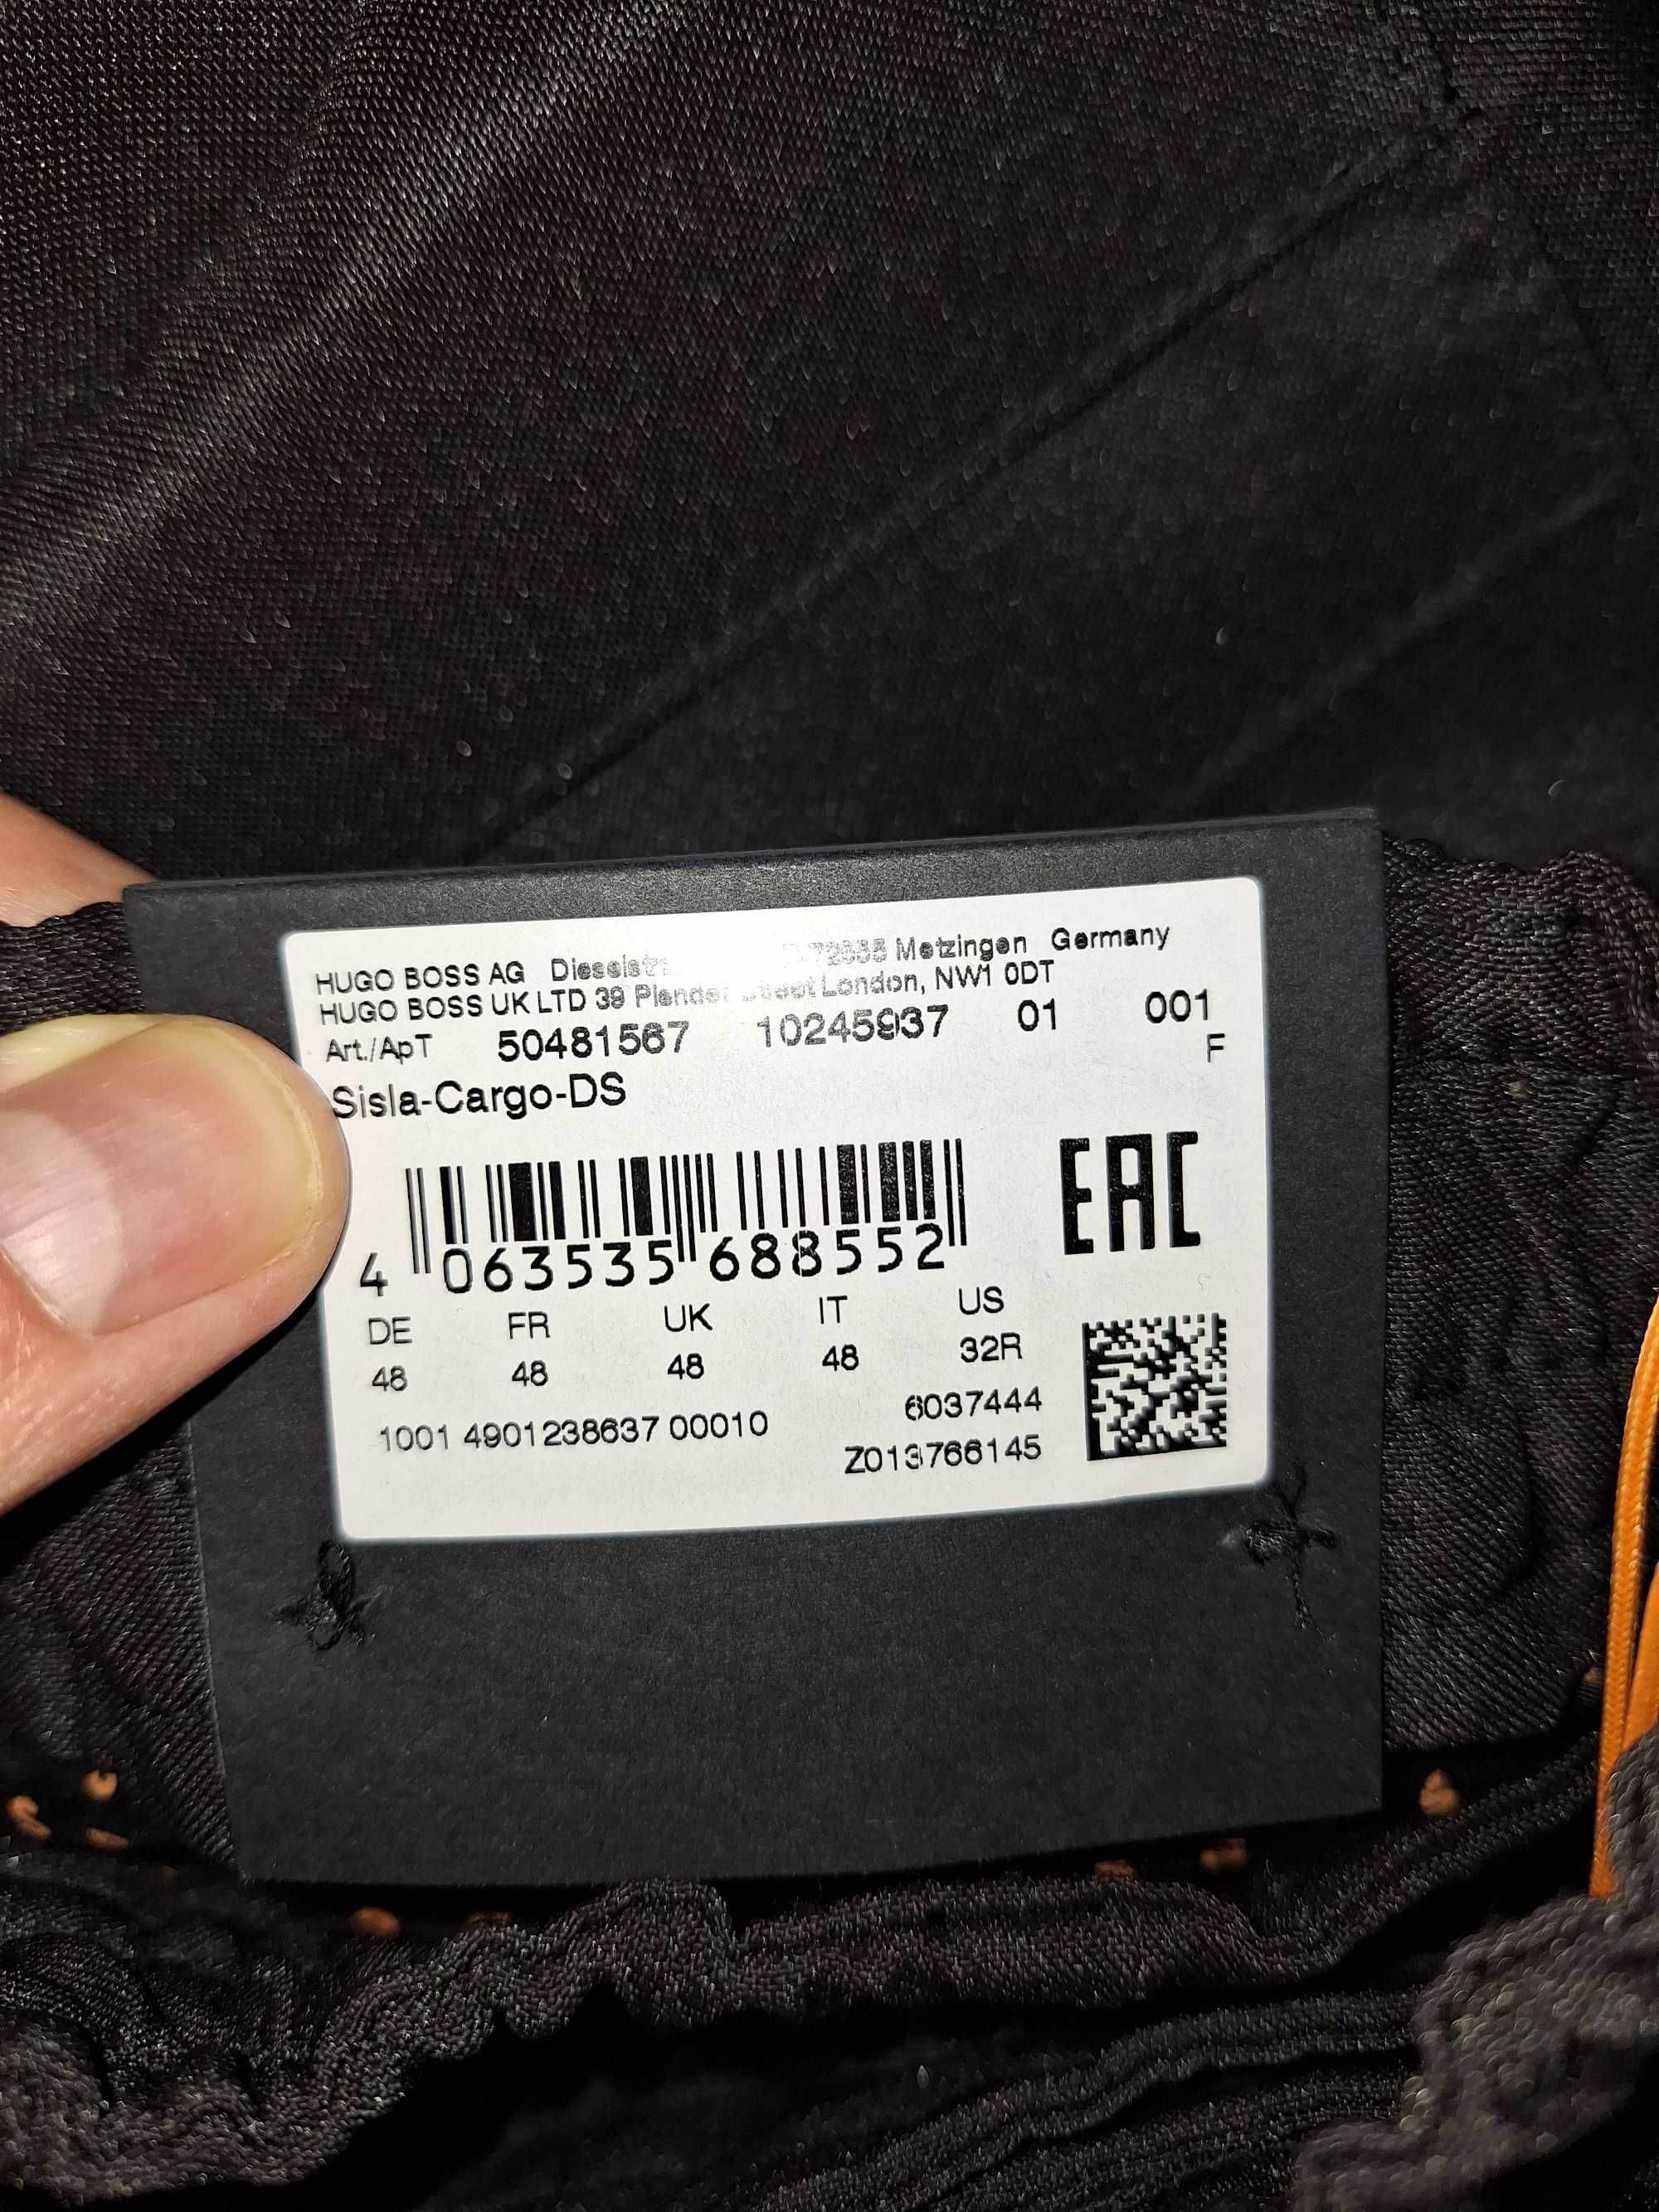 HUGO BOSS AG Metzingen Germany
HUGO BOSS UK LTD 39 London, NW1 0DT
Art./ApT 50481567 10245937 01 001
F
Sisla-Cargo-DS
EAC
4 063535 688552
DE FR UK IT US
48 48 48 48 32R
1001 4901238637 00010 6037444
Z013766145